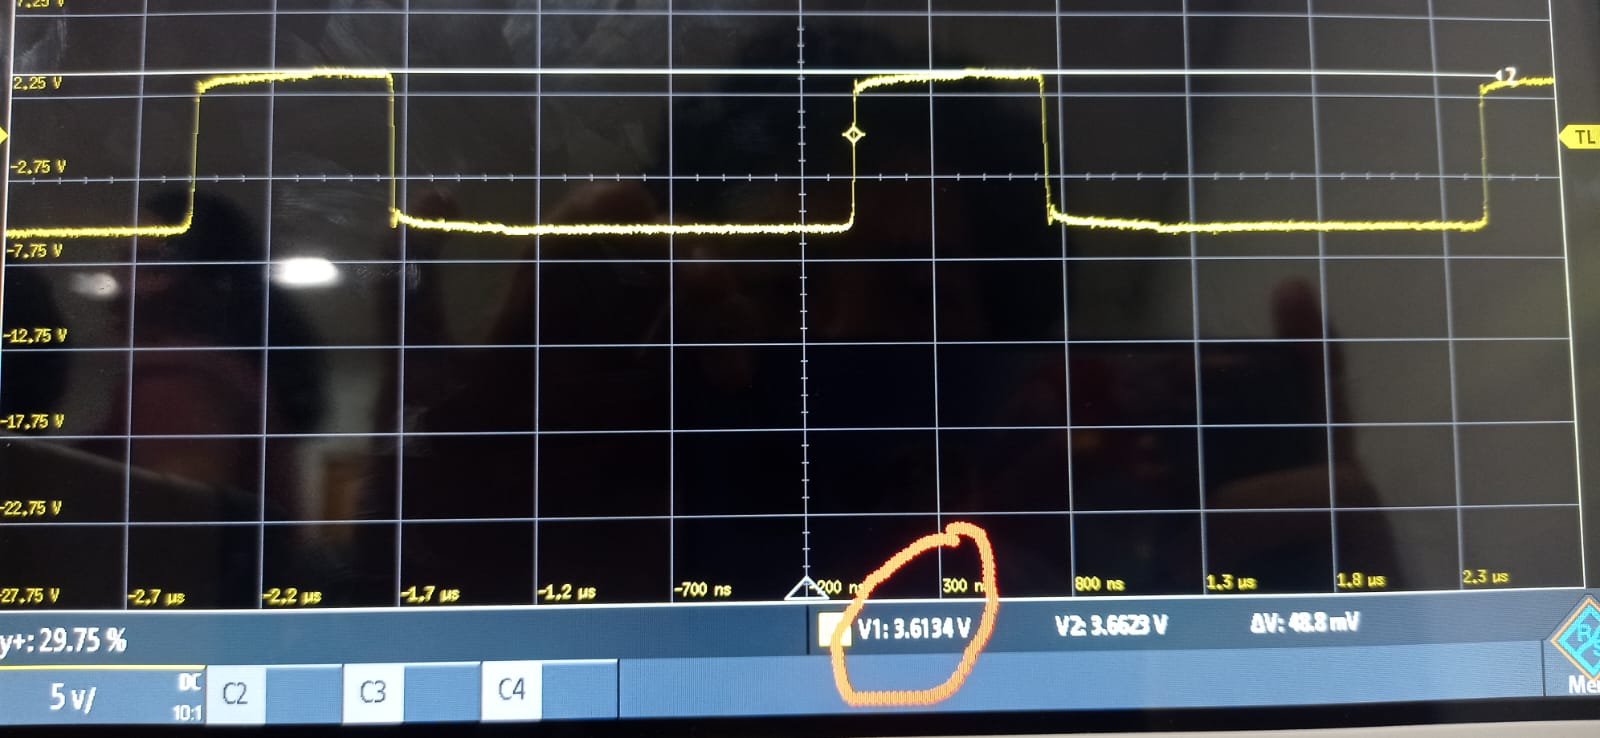 7.25 V
2.25 V
2
TL
-2.75 V
-7.75 V
-12.75 V
-17.75 V
-22.75 V
-27.75 V
-2.7 µs
-2.2 µs
-1.7 µs
-1.2 µs
-700 ns
-200 ns
300 n
800 ns
1.3 µs
1.8 µs
2.3 µs
y+: 29.75 %
V1: 3.6134 V
V2: 3.6623 V
ΔV: 48.8 mV
5 V/
DC
10:1
C2
C3
C4
R
S
Me